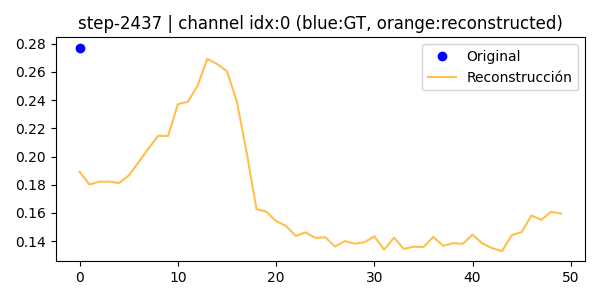 step-2437 | channel idx:0 (blue:GT, orange:reconstructed)
Original
Reconstrucción
0.28
0.26
0.24
0.22
0.20
0.18
0.16
0.14
0 10 20 30 40 50